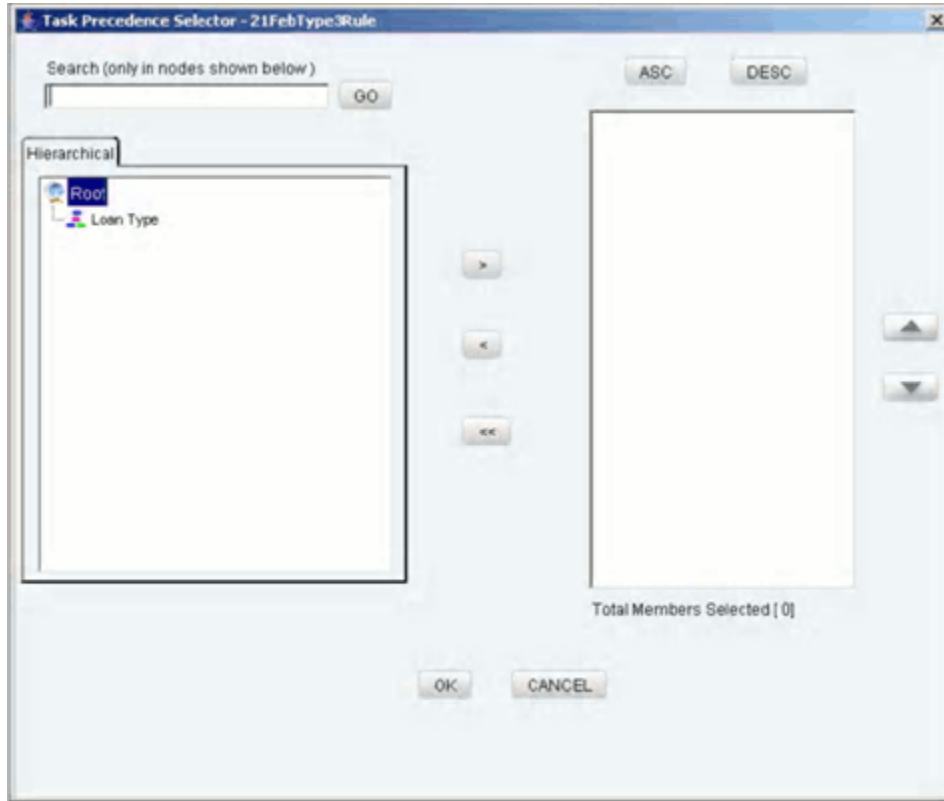 Task Precedence Selector - 21FebType3Rule
Search (only in nodes shown below )
GO
ASC
DESC
Hierarchical
Root
Loan Type
>
<
<<
Total Members Selected [ 0]
OK
CANCEL